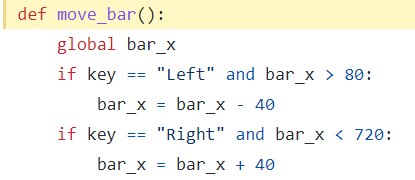 def move_bar():
    global bar_x
    if key == "Left" and bar_x > 80:
        bar_x = bar_x - 40
    if key == "Right" and bar_x < 720:
        bar_x = bar_x + 40